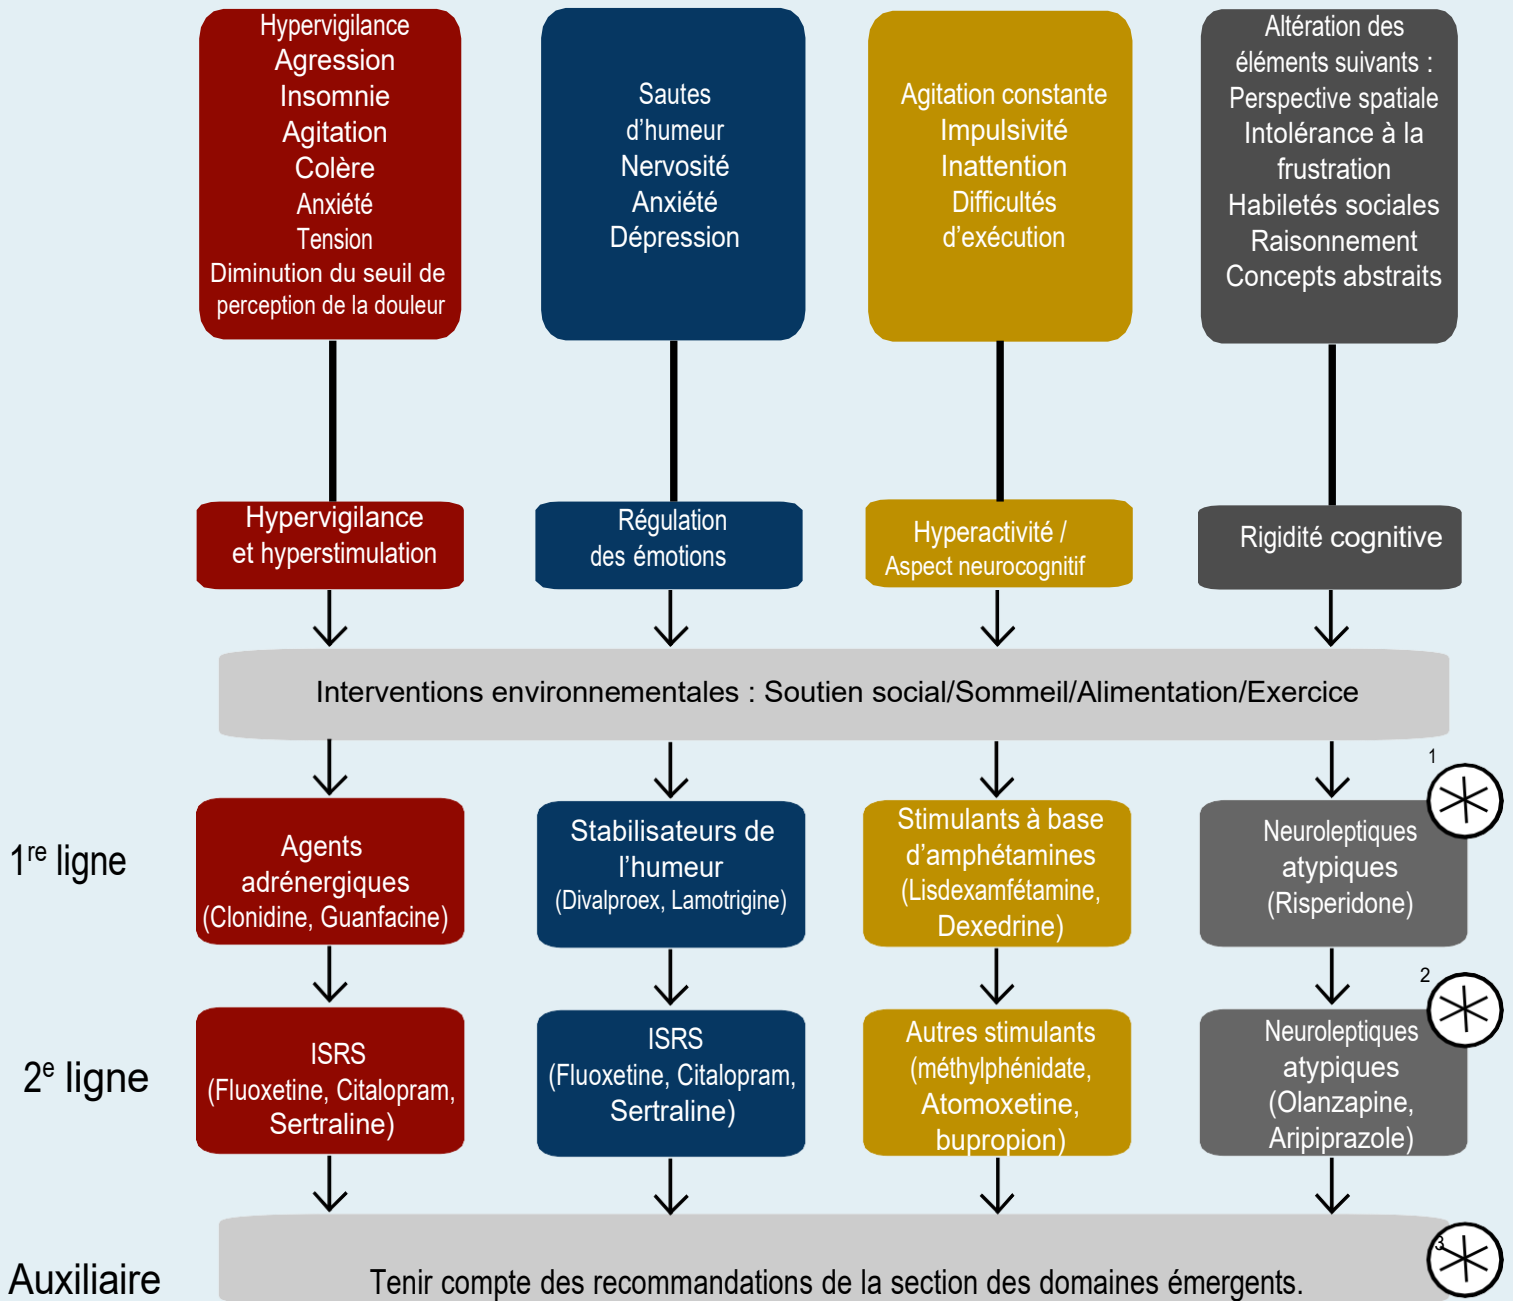 Hypervigilance
Agression
Insomnie
Agitation
Colère
Anxiété
Tension
Diminution du seuil de
perception de la douleur
Sautes
d’humeur
Nervosité
Anxiété
Dépression
Agitation constante
Impulsivité
Inattention
Difficultés
d’exécution
Altération des
éléments suivants :
Perspective spatiale
Intolérance à la
frustration
Habiletés sociales
Raisonnement
Concepts abstraits
Hypervigilance
et hyperstimulation
Régulation
des émotions
Hyperactivité /
Aspect neurocognitif
Rigidité cognitive
Interventions environnementales : Soutien social/Sommeil/Alimentation/Exercice
1re ligne
Agents
adrénergiques
(Clonidine, Guanfacine)
Stabilisateurs de
l’humeur
(Divalproex, Lamotrigine)
Stimulants à base
d’amphétamines
(Lisdexamfétamine,
Dexedrine)
Neuroleptiques
atypiques
(Risperidone)
1
2e ligne
ISRS
(Fluoxetine, Citalopram,
Sertraline)
ISRS
(Fluoxetine, Citalopram,
Sertraline)
Autres stimulants
(méthylphénidate,
Atomoxetine,
bupropion)
Neuroleptiques
atypiques
(Olanzapine,
Aripiprazole)
2
Auxiliaire
Tenir compte des recommandations de la section des domaines émergents.
3